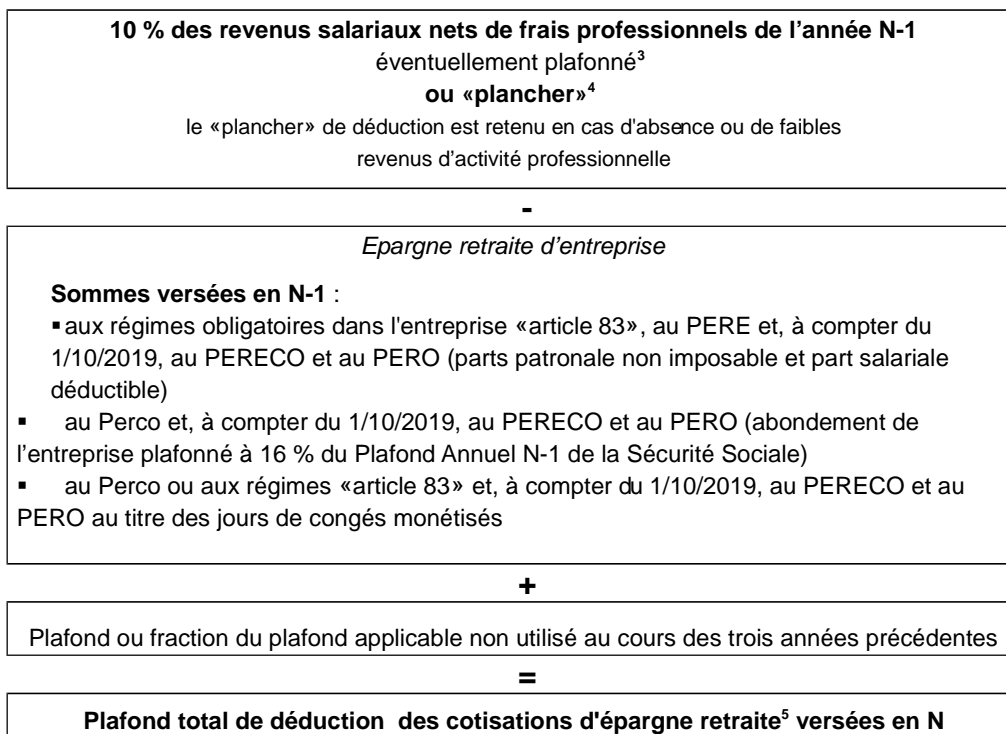 10 % des revenus salariaux nets de frais professionnels de l'année N-1
éventuellement plafonné³
ou «plancher»⁴
le «plancher» de déduction est retenu en cas d'absence ou de faibles
revenus d'activité professionnelle
-
Epargne retraite d'entreprise
Sommes versées en N-1 :
▪ aux régimes obligatoires dans l'entreprise «article 83», au PERE et, à compter du
1/10/2019, au PERECO et au PERO (parts patronale non imposable et part salariale
déductible)
▪ au Perco et, à compter du 1/10/2019, au PERECO et au PERO (abondement de
l'entreprise plafonné à 16 % du Plafond Annuel N-1 de la Sécurité Sociale)
▪ au Perco ou aux régimes «article 83» et, à compter du 1/10/2019, au PERECO et au
PERO au titre des jours de congés monétisés
+
Plafond ou fraction du plafond applicable non utilisé au cours des trois années précédentes
=
Plafond total de déduction des cotisations d'épargne retraite⁵ versées en N